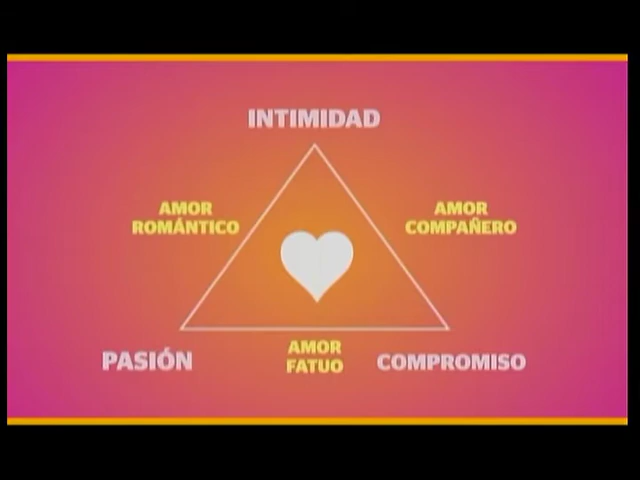 INTIMIDAD
AMOR
ROMÁNTICO
AMOR
COMPAÑERO
PASIÓN
AMOR
FATUO
COMPROMISO